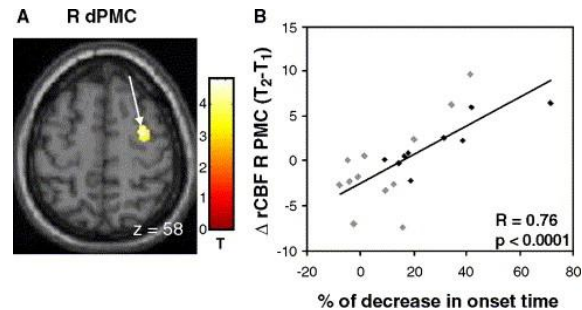 A
R dPMC
z = 58
4
3
2
1
0
T
B
Δ rCBF R PMC (T₂-T₁)
15
10
5
0
-5
-10
R = 0.76
p < 0.0001
-20
0
20
40
60
80
% of decrease in onset time